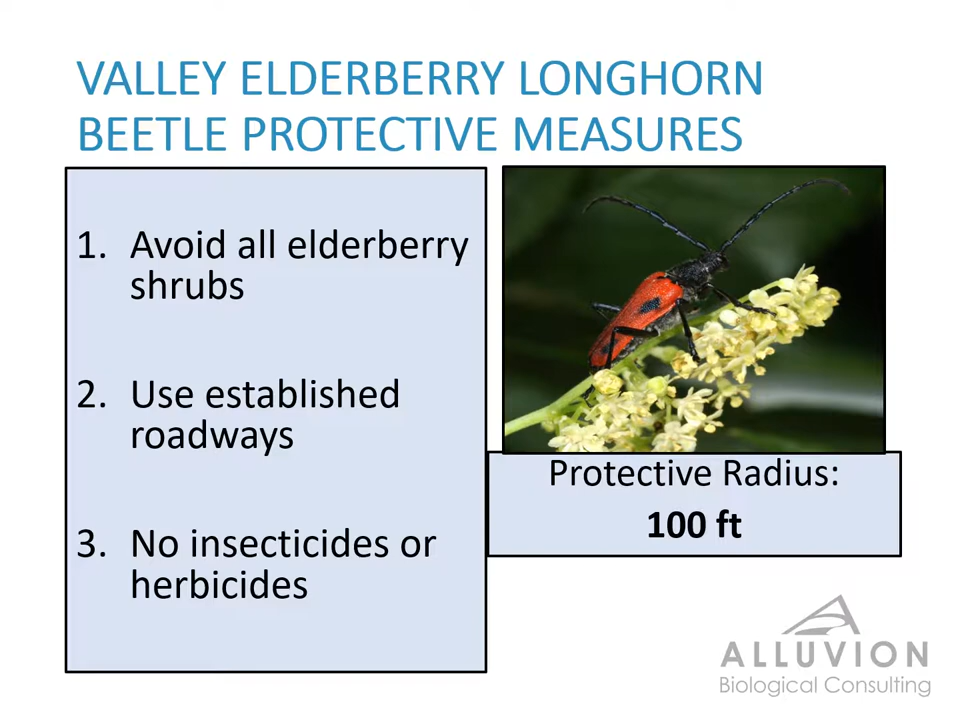 VALLEY ELDERBERRY LONGHORN
BEETLE PROTECTIVE MEASURES
1. Avoid all elderberry
shrubs
2. Use established
roadways
3. No insecticides or
herbicides
Protective Radius:
100 ft
ALLUVION
Biological Consulting